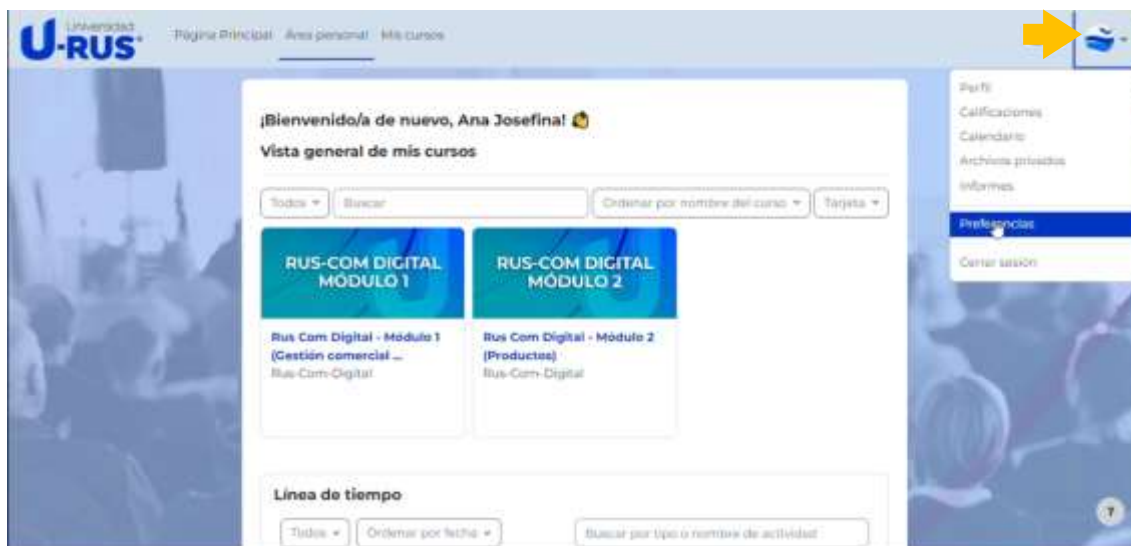 Universidad
U-RUS
Página Principal Área personal Mis cursos
Perfil
Calificaciones
Calendario
Archivos privados
Informes
Preferencias
Cerrar sesión
¡Bienvenido/a de nuevo, Ana Josefina!
Vista general de mis cursos
Todos Buscar Ordenar por nombre del curso Tarjeta
RUS-COM DIGITAL
MÓDULO 1
RUS-COM DIGITAL
MÓDULO 2
Rus Com Digital - Módulo 1
(Gestión comercial ...
Rus-Com-Digital
Rus Com Digital - Módulo 2
(Productos)
Rus-Com-Digital
Línea de tiempo
Todos Ordenar por fecha Buscar por tipo o nombre de actividad
?